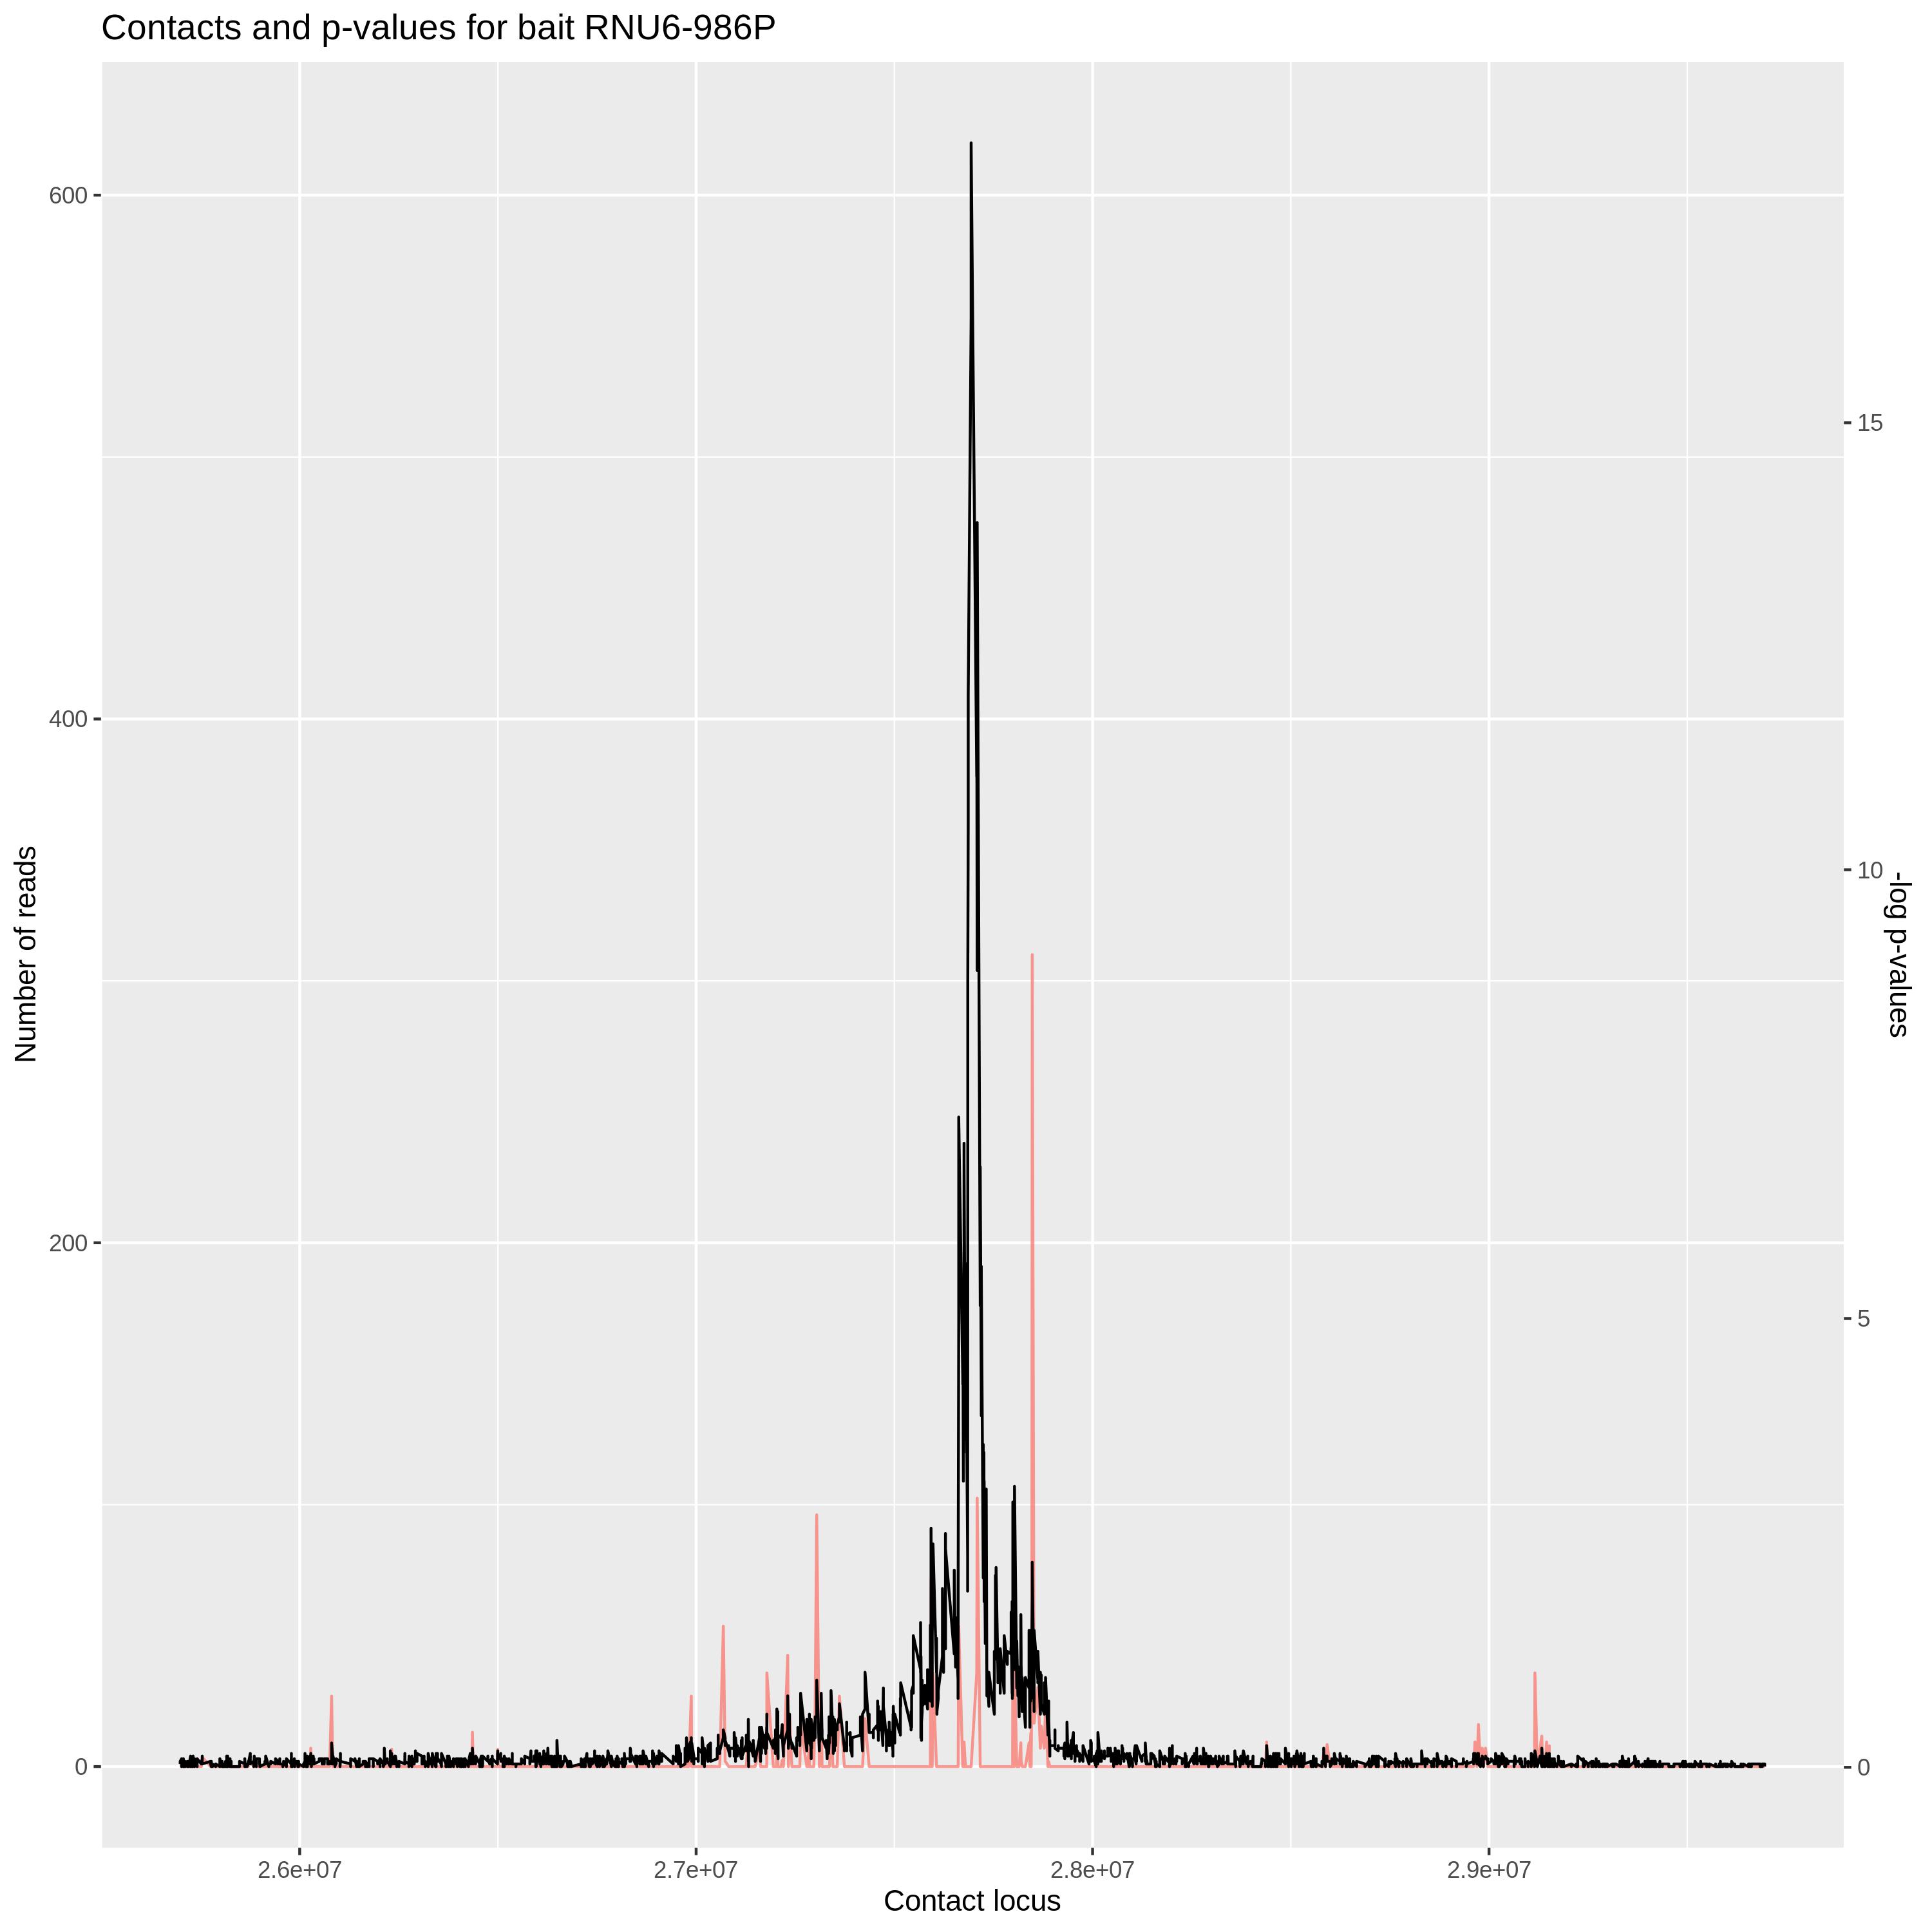 Contacts and p-values for bait RNU6-986P
600
400
200
0
Number of reads
15
10
5
0
-log p-values
2.6e+07
2.7e+07
2.8e+07
2.9e+07
Contact locus